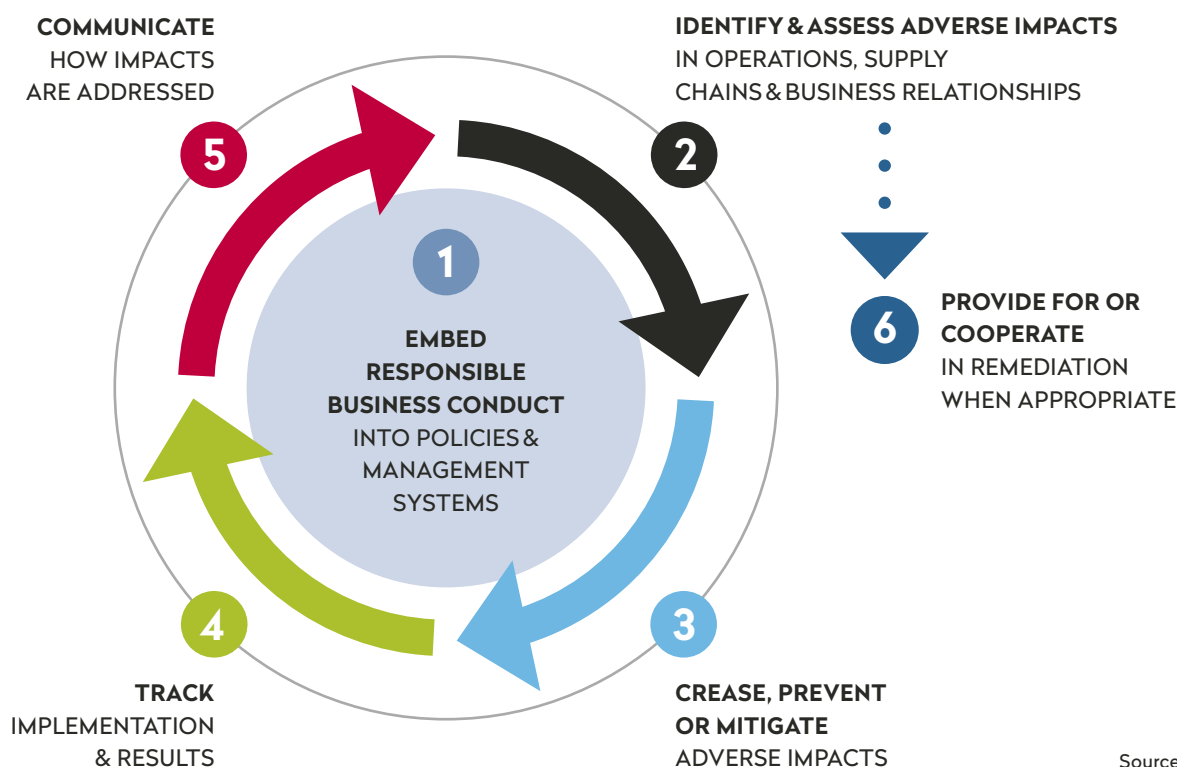 COMMUNICATE
HOW IMPACTS
ARE ADDRESSED
5
IDENTIFY & ASSESS ADVERSE IMPACTS
IN OPERATIONS, SUPPLY
CHAINS & BUSINESS RELATIONSHIPS
2
1
EMBED
RESPONSIBLE
BUSINESS CONDUCT
INTO POLICIES &
MANAGEMENT
SYSTEMS
6
PROVIDE FOR OR
COOPERATE
IN REMEDIATION
WHEN APPROPRIATE
4
TRACK
IMPLEMENTATION
& RESULTS
3
CREASE, PREVENT
OR MITIGATE
ADVERSE IMPACTS
Source